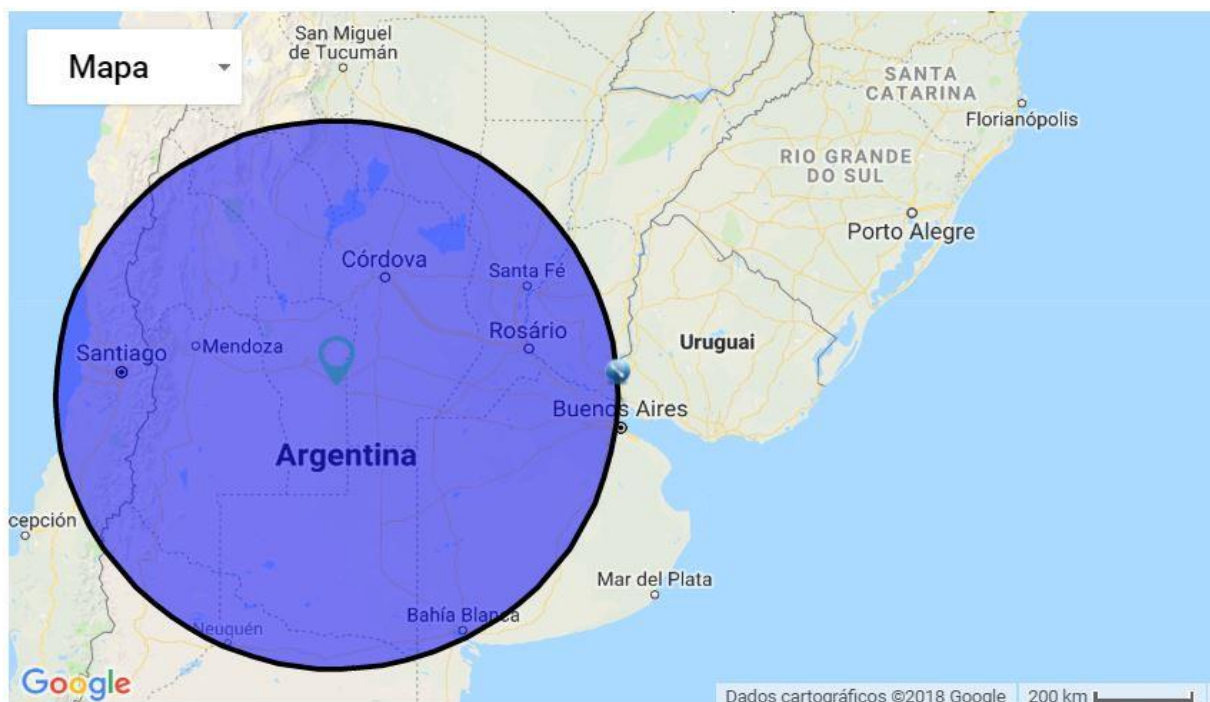 San Miguel
de Tucumán
Mapa
SANTA
CATARINA
Florianópolis
RIO GRANDE
DO SUL
Porto Alegre
Córdova
Santa Fé
Rosário
Uruguai
Mendoza
Santiago
Buenos Aires
Argentina
cepción
Mar del Plata
Bahía Blanca
Neuquén
Google
Dados cartográficos ©2018 Google
200 km